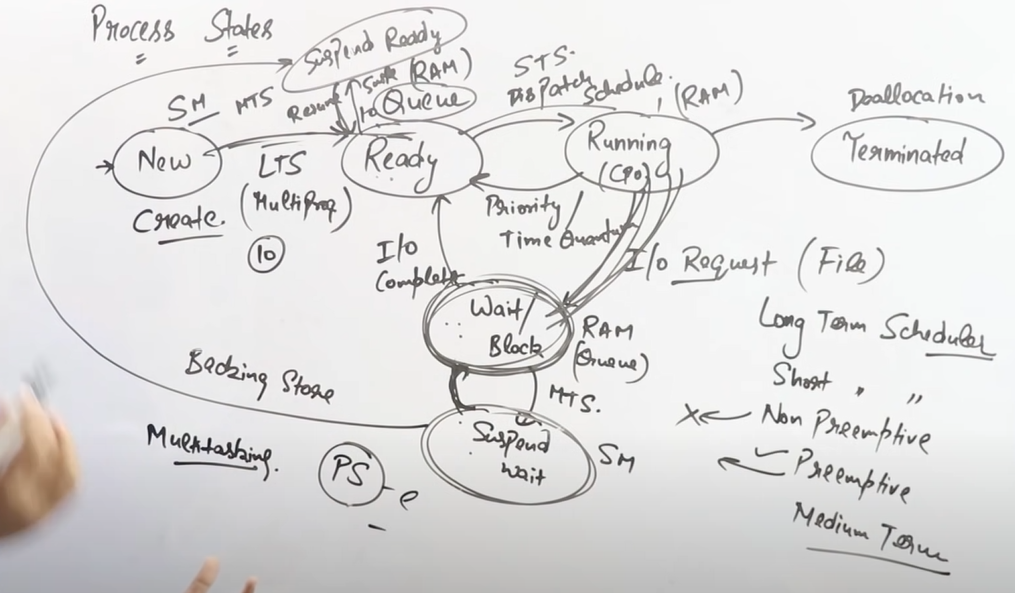 Process States
Suspend Ready
SM MTS
Resume
(RAM)
Queue
STS.
Dispatch
Schedule.
(RAM)
Deallocation
New
Ready
Running
(CPU)
Terminated
LTS
(Multiprog)
Create.
10
Priority/
Time Quantum
I/o
Complete
I/o Request (File)
Wait/
Block
RAM
(Queue)
Long Term Scheduler
Short " "
X← Non Preemptive
Preemptive
Medium Term
MTS.
Backing Store
Suspend
wait
SM
Multitasking.
PS